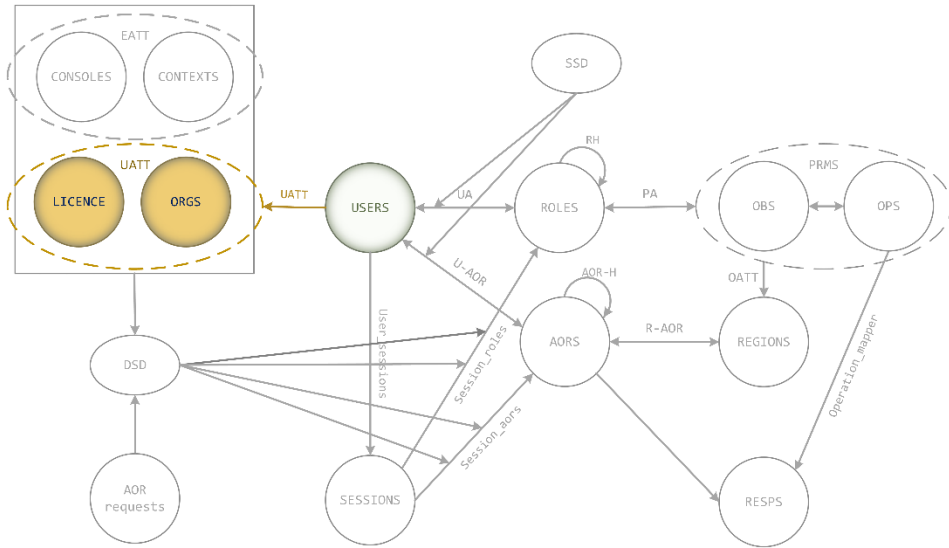 EATT
CONSOLES
CONTEXTS
UATT
LICENCE
ORGS
UATT
USERS
SSD
UA
RH
ROLES
PA
PRMS
OBS
OPS
OATT
U-AOR
AOR-H
AORS
R-AOR
REGIONS
DSD
User_sessions
Session_roles
Session_aors
Operation_mapper
AOR
requests
SESSIONS
RESPS